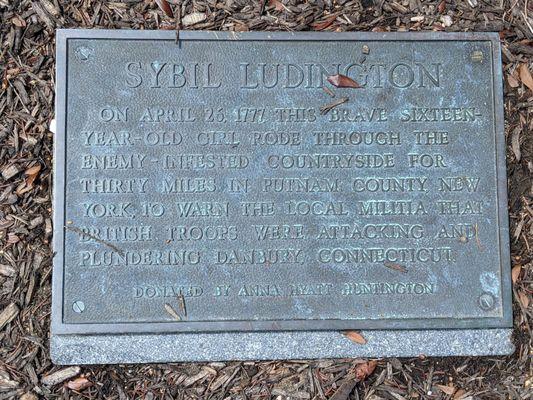 SYBIL LUDINGTON
ON APRIL 26, 1777 THIS BRAVE SIXTEEN-
YEAR-OLD GIRL RODE THROUGH THE
ENEMY-INFESTED COUNTRYSIDE FOR
THIRTY MILES IN PUTNAM COUNTY, NEW
YORK, TO WARN THE LOCAL MILITIA THAT
BRITISH TROOPS WERE ATTACKING AND
PLUNDERING DANBURY, CONNECTICUT.
DONATED BY ANNA HYATT HUNTINGTON